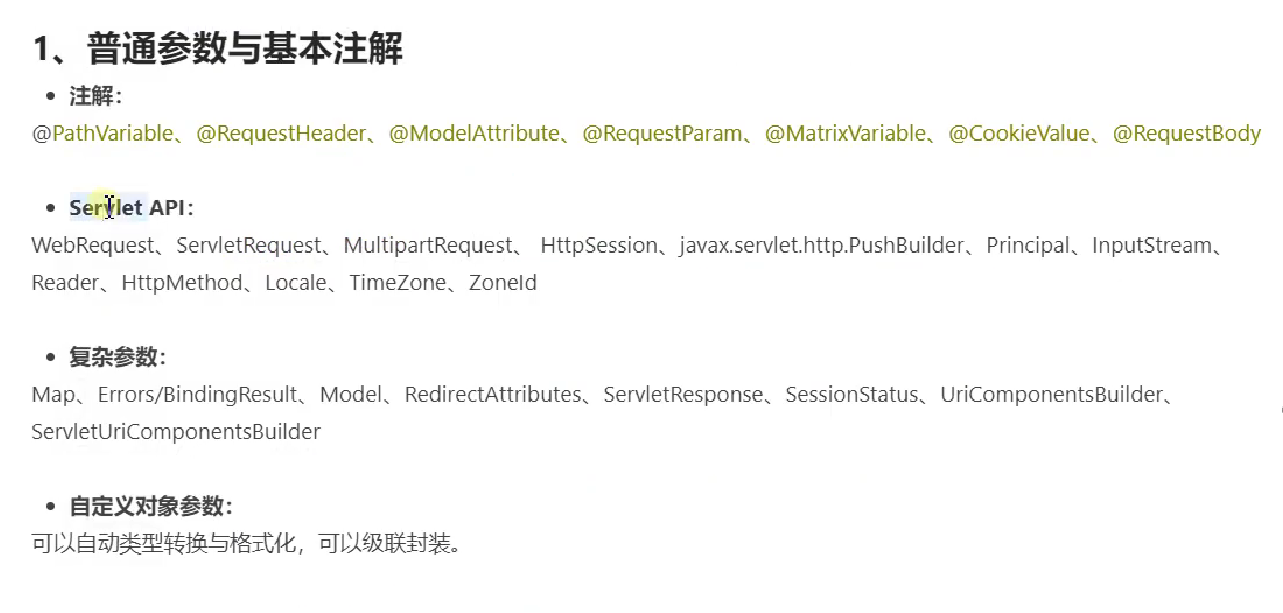 1、普通参数与基本注解
• 注解：
@PathVariable、@RequestHeader、@ModelAttribute、@RequestParam、@MatrixVariable、@CookieValue、@RequestBody
• Servlet API：
WebRequest、ServletRequest、MultipartRequest、 HttpSession、javax.servlet.http.PushBuilder、Principal、InputStream、
Reader、HttpMethod、Locale、TimeZone、ZoneId
• 复杂参数：
Map、Errors/BindingResult、Model、RedirectAttributes、ServletResponse、SessionStatus、UriComponentsBuilder、
ServletUriComponentsBuilder
• 自定义对象参数：
可以自动类型转换与格式化，可以级联封装。